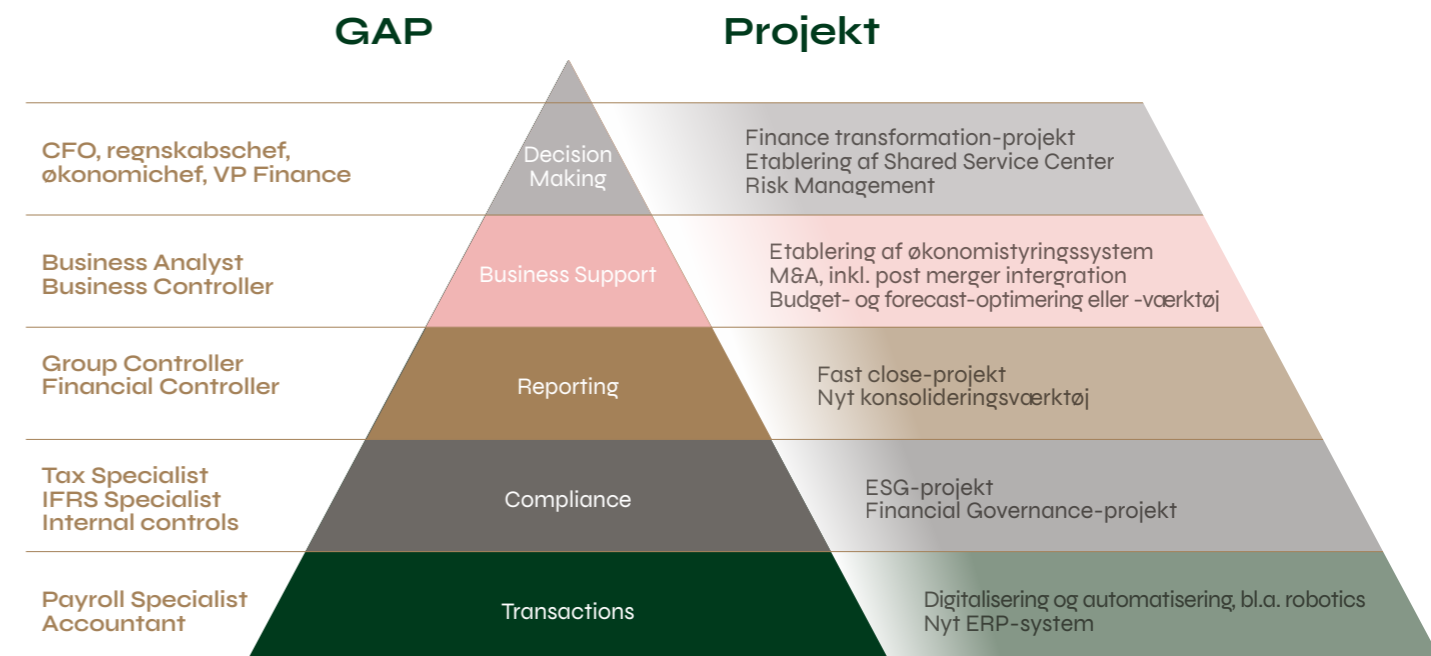 GAP
Projekt
CFO, regnskabschef,
økonomichef, VP Finance
Decision
Making
Finance transformation-projekt
Etablering af Shared Service Center
Risk Management
Business Analyst
Business Controller
Business Support
Etablering af økonomistyringssystem
M&A, inkl. post merger intergration
Budget- og forecast-optimering eller -værktøj
Group Controller
Financial Controller
Reporting
Fast close-projekt
Nyt konsolideringsværktøj
Tax Specialist
IFRS Specialist
Internal controls
Compliance
ESG-projekt
Financial Governance-projekt
Payroll Specialist
Accountant
Transactions
Digitalisering og automatisering, bl.a. robotics
Nyt ERP-system